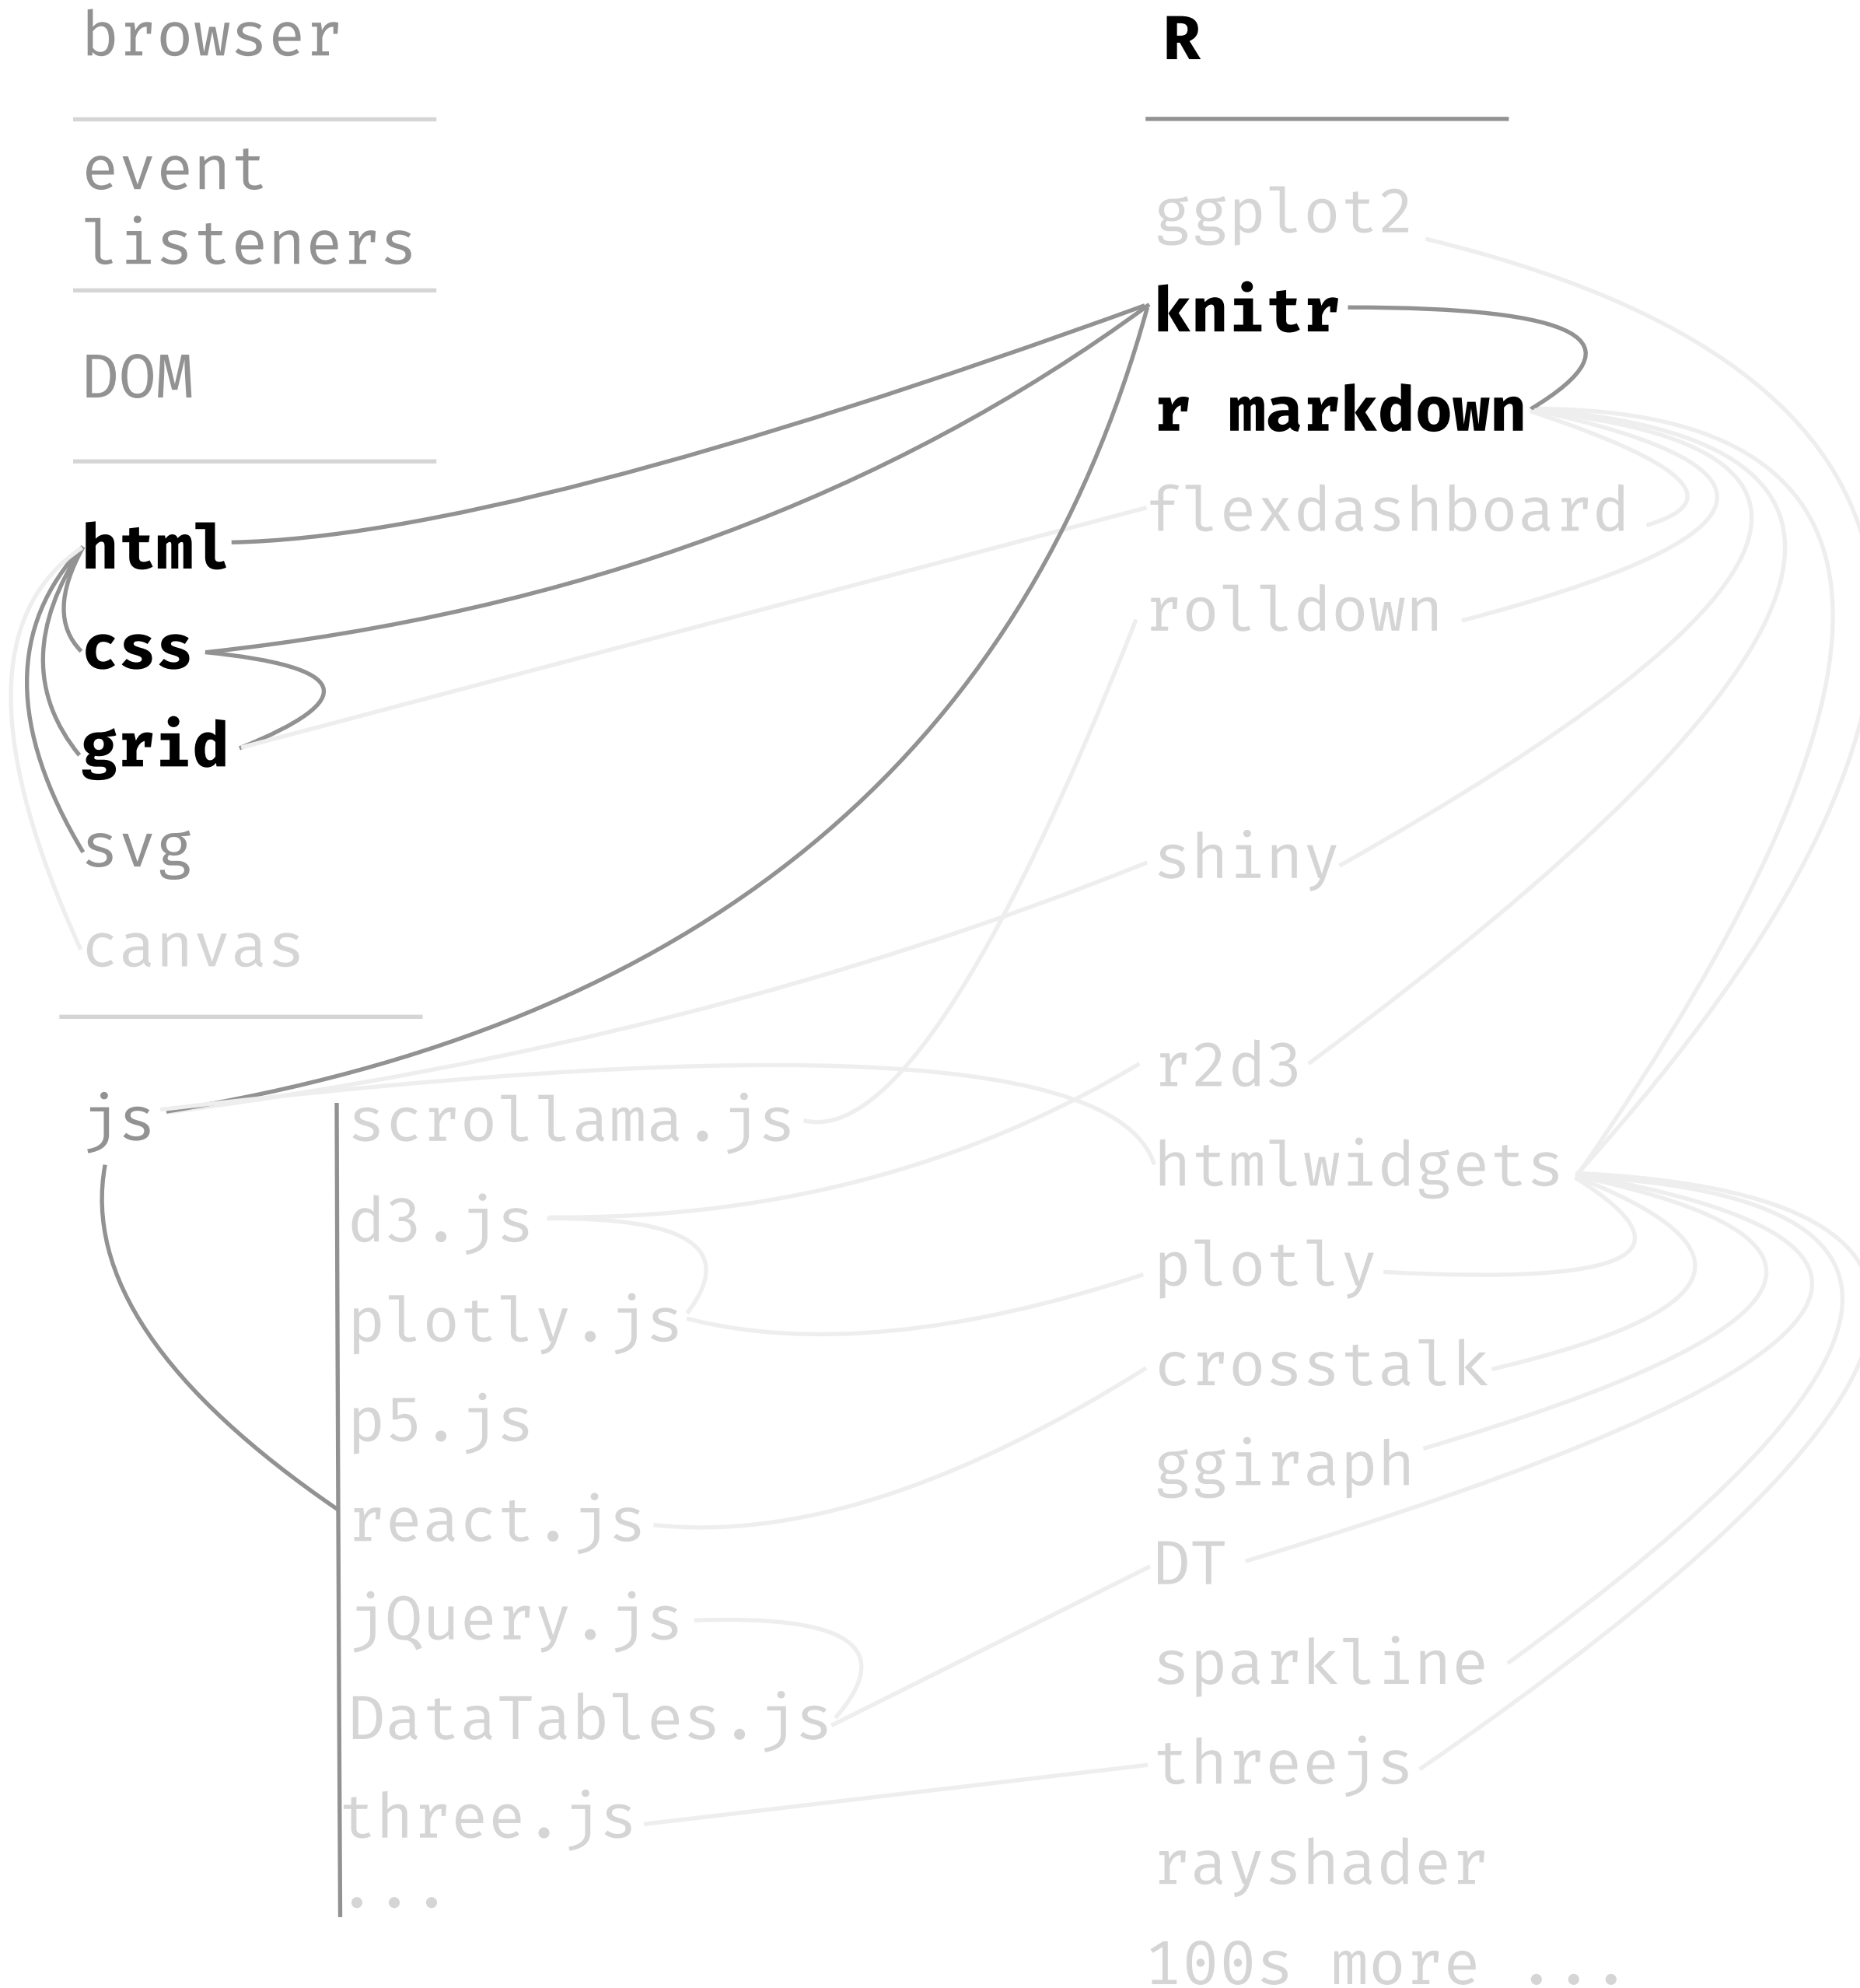 browser
event
listeners
DOM
html
css
grid
svg
canvas
js
scrollama.js
d3.js
plotly.js
p5.js
react.js
jQuery.js
DataTables.js
three.js
...
R
ggplot2
knitr
r markdown
flexdashboard
rolldown
shiny
r2d3
htmlwidgets
plotly
crosstalk
ggiraph
DT
sparkline
threejs
rayshader
100s more ...